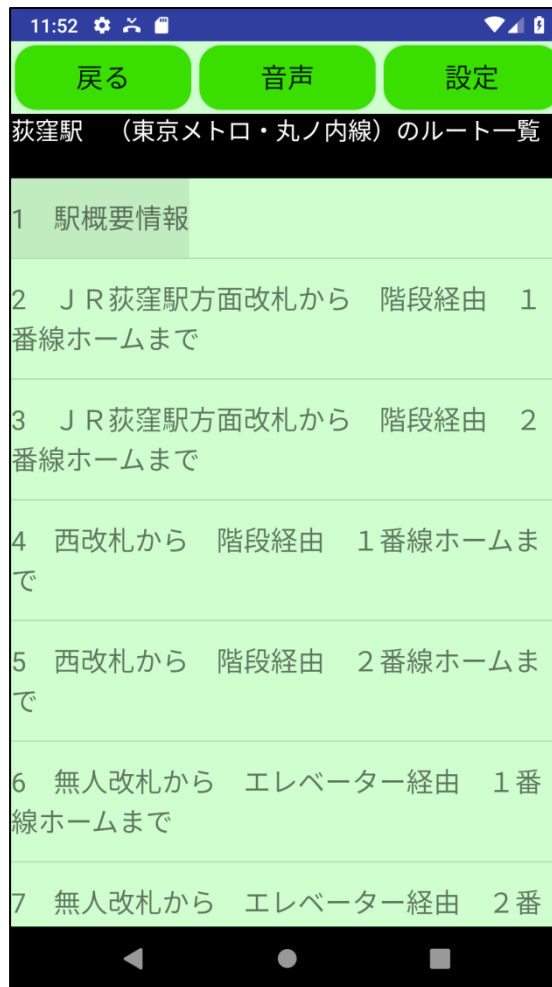 11:52
戻る
音声
設定
荻窪駅　（東京メトロ・丸ノ内線）のルート一覧
1　駅概要情報
2　ＪＲ荻窪駅方面改札から　階段経由　１
番線ホームまで
3　ＪＲ荻窪駅方面改札から　階段経由　２
番線ホームまで
4　西改札から　階段経由　１番線ホームま
で
5　西改札から　階段経由　２番線ホームま
で
6　無人改札から　エレベーター経由　１番
線ホームまで
7　無人改札から　エレベーター経由　２番